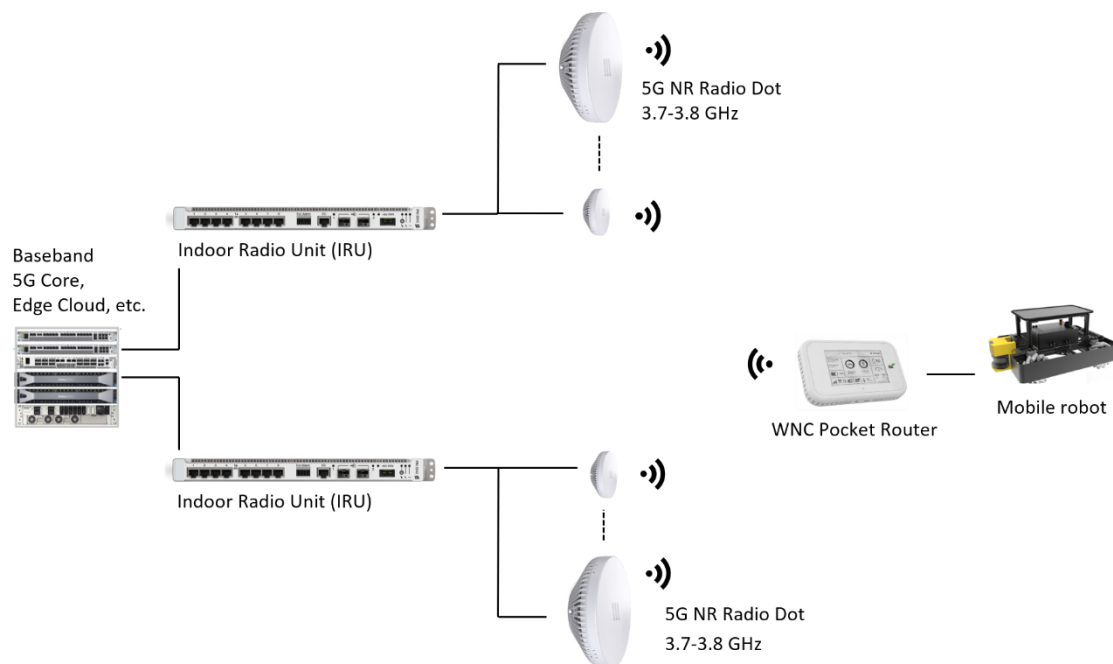 5G NR Radio Dot
3.7-3.8 GHz
Indoor Radio Unit (IRU)
Baseband
5G Core,
Edge Cloud, etc.
WNC Pocket Router
Mobile robot
Indoor Radio Unit (IRU)
5G NR Radio Dot
3.7-3.8 GHz